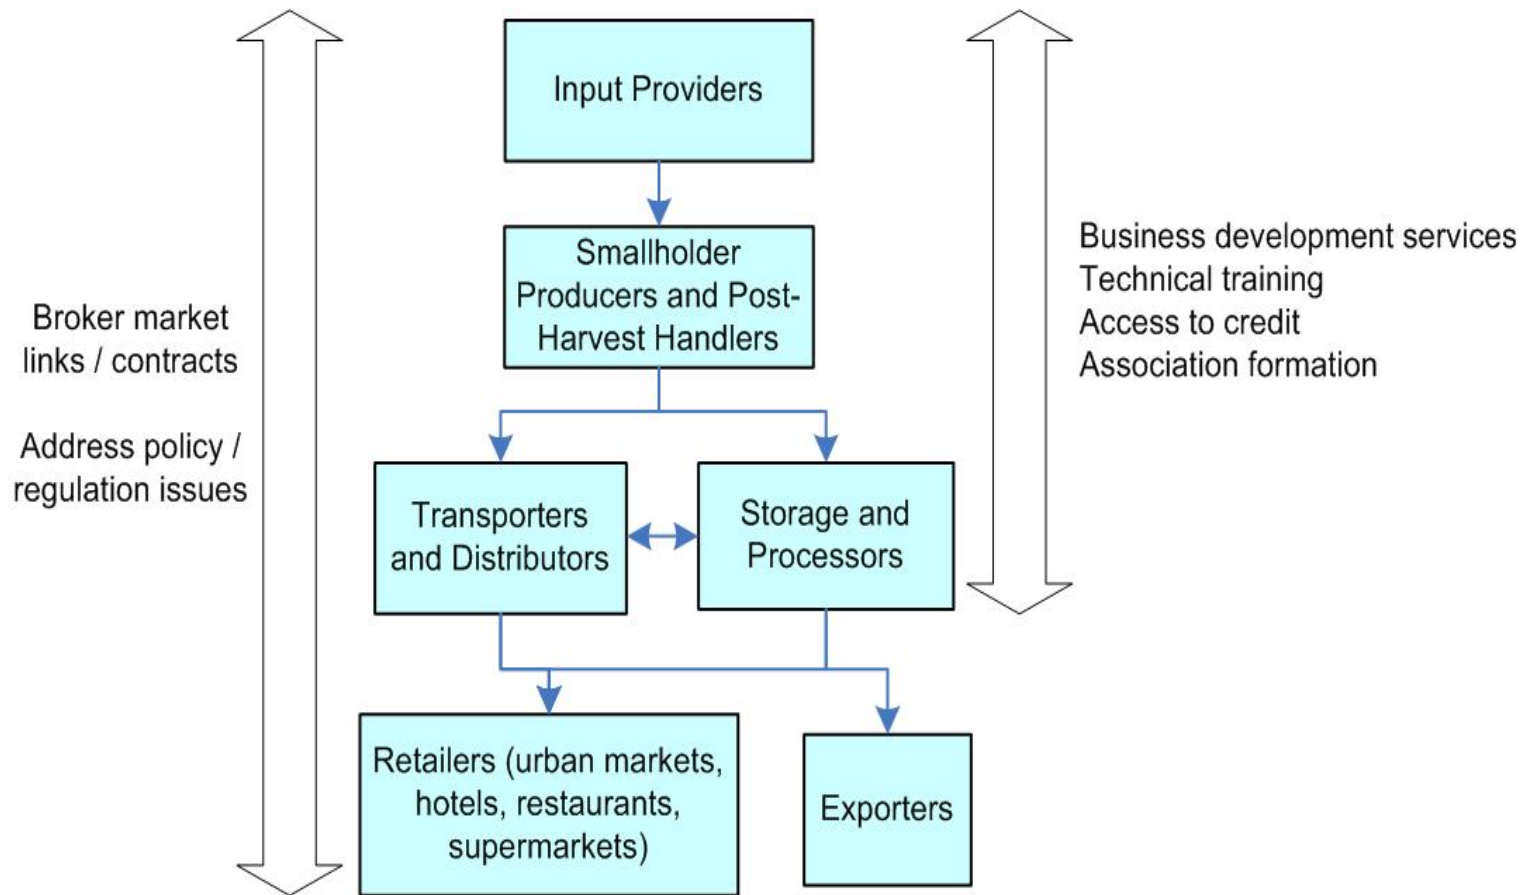 Input Providers
Smallholder
Producers and Post-
Harvest Handlers
Business development services
Technical training
Access to credit
Association formation
Broker market
links / contracts
Address policy /
regulation issues
Transporters
and Distributors
Storage and
Processors
Retailers (urban markets,
hotels, restaurants,
supermarkets)
Exporters